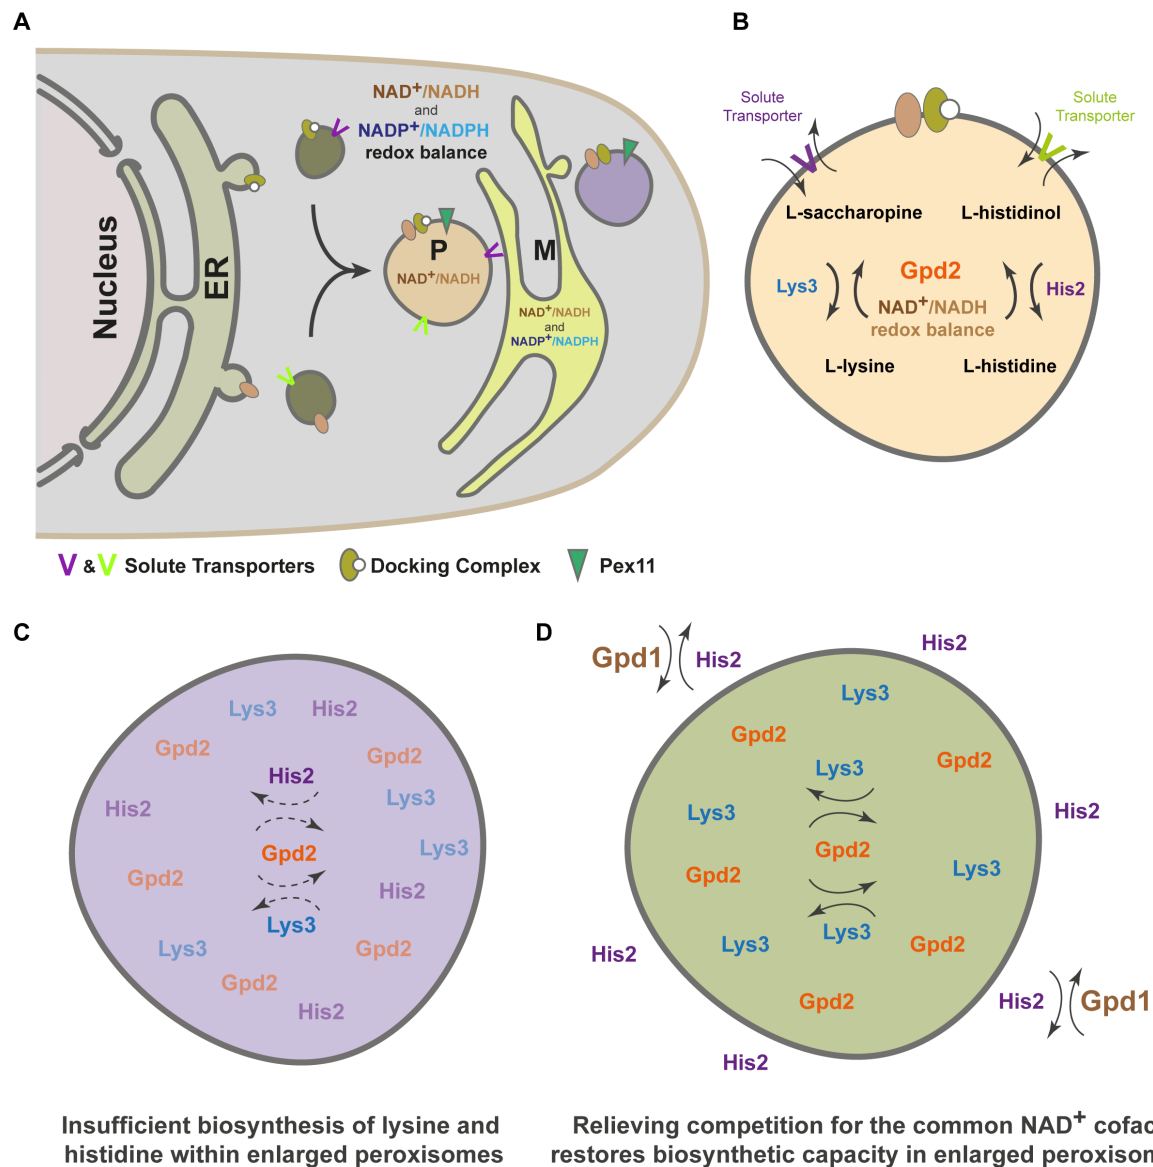 A
NAD+/NADH
and
NADP+/NADPH
redox balance
Nucleus
ER
P
NAD+/NADH
M
NAD+/NADH
and
NADP+/NADPH
V & V Solute Transporters
Docking Complex
Pex11
B
Solute
Transporter
Solute
Transporter
L-saccharopine
L-histidinol
Lys3
Gpd2
His2
NAD+/NADH
redox balance
L-lysine
L-histidine
C
Lys3
His2
Gpd2
Gpd2
His2
Lys3
His2
Lys3
Gpd2
Gpd2
His2
Lys3
Lys3
Gpd2
Gpd2
His2
Insufficient biosynthesis of lysine and
histidine within enlarged peroxisomes
D
Gpd1
His2
His2
Lys3
Gpd2
Gpd2
Lys3
Lys3
His2
Gpd2
Gpd2
Lys3
Lys3
Lys3
Gpd2
His2
Gpd2
His2
Gpd1
His2
Relieving competition for the common NAD+ cofac
restores biosynthetic capacity in enlarged peroxison